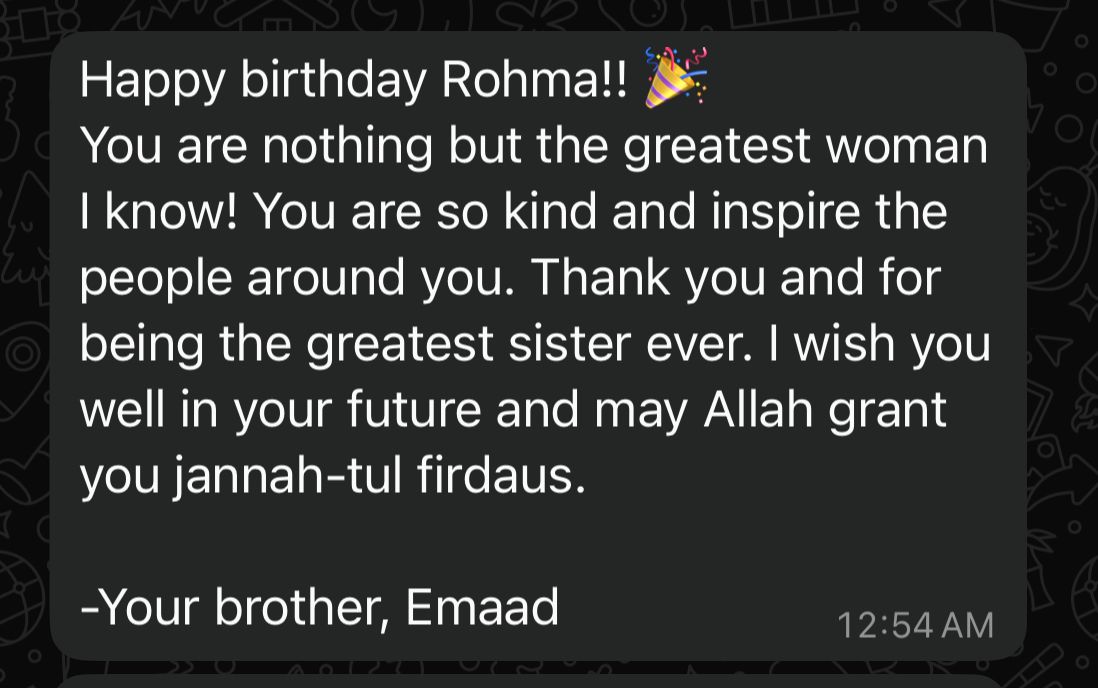 Happy birthday Rohma!! 🎉
You are nothing but the greatest woman
I know! You are so kind and inspire the
people around you. Thank you and for
being the greatest sister ever. I wish you
well in your future and may Allah grant
you jannah-tul firdaus.
-Your brother, Emaad
12:54 AM